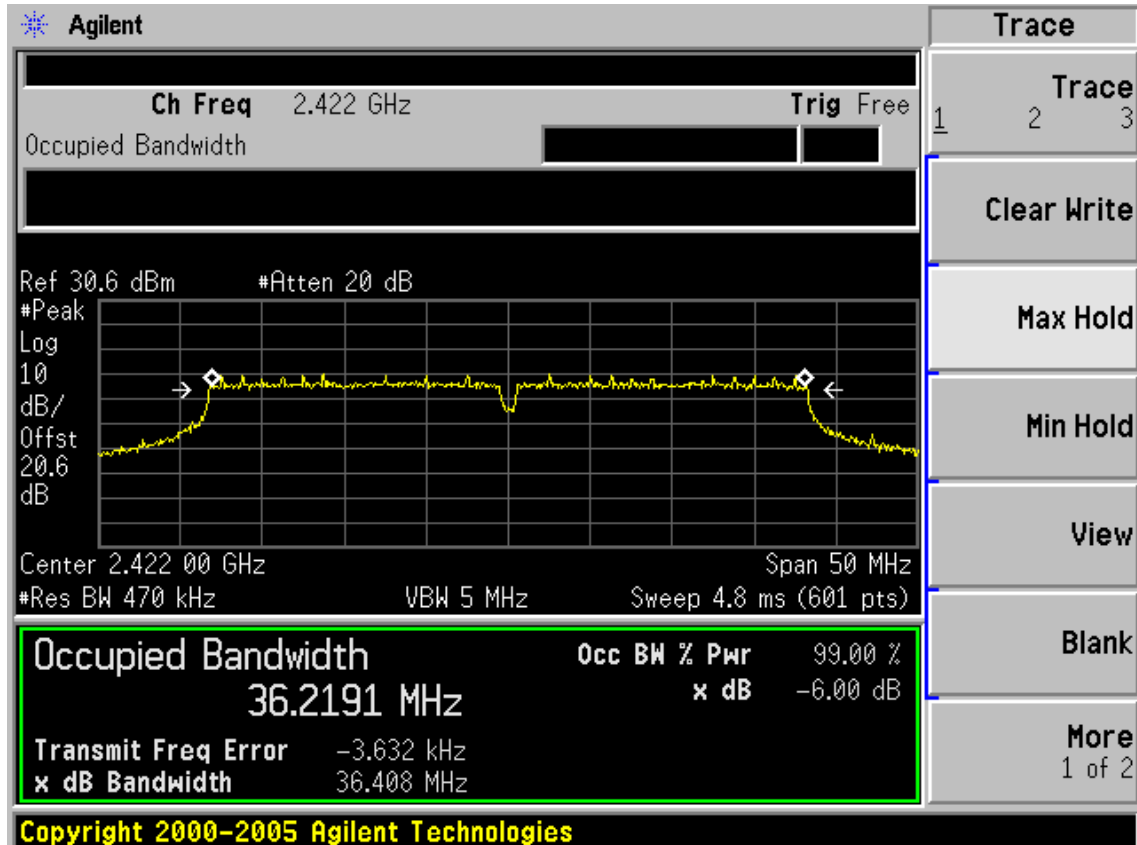 Agilent
Trace
Ch Freq 2.422 GHz Trig Free
Occupied Bandwidth
Ref 30.6 dBm #Atten 20 dB
#Peak
Log
10
dB/
Offst
20.6
dB
Center 2.422 00 GHz Span 50 MHz
#Res BW 470 kHz VBW 5 MHz Sweep 4.8 ms (601 pts)
Occupied Bandwidth
36.2191 MHz
Occ BW % Pwr 99.00 %
x dB -6.00 dB
Transmit Freq Error -3.632 kHz
x dB Bandwidth 36.408 MHz
Copyright 2000-2005 Agilent Technologies
Trace
1 2 3
Clear Write
Max Hold
Min Hold
View
Blank
More
1 of 2